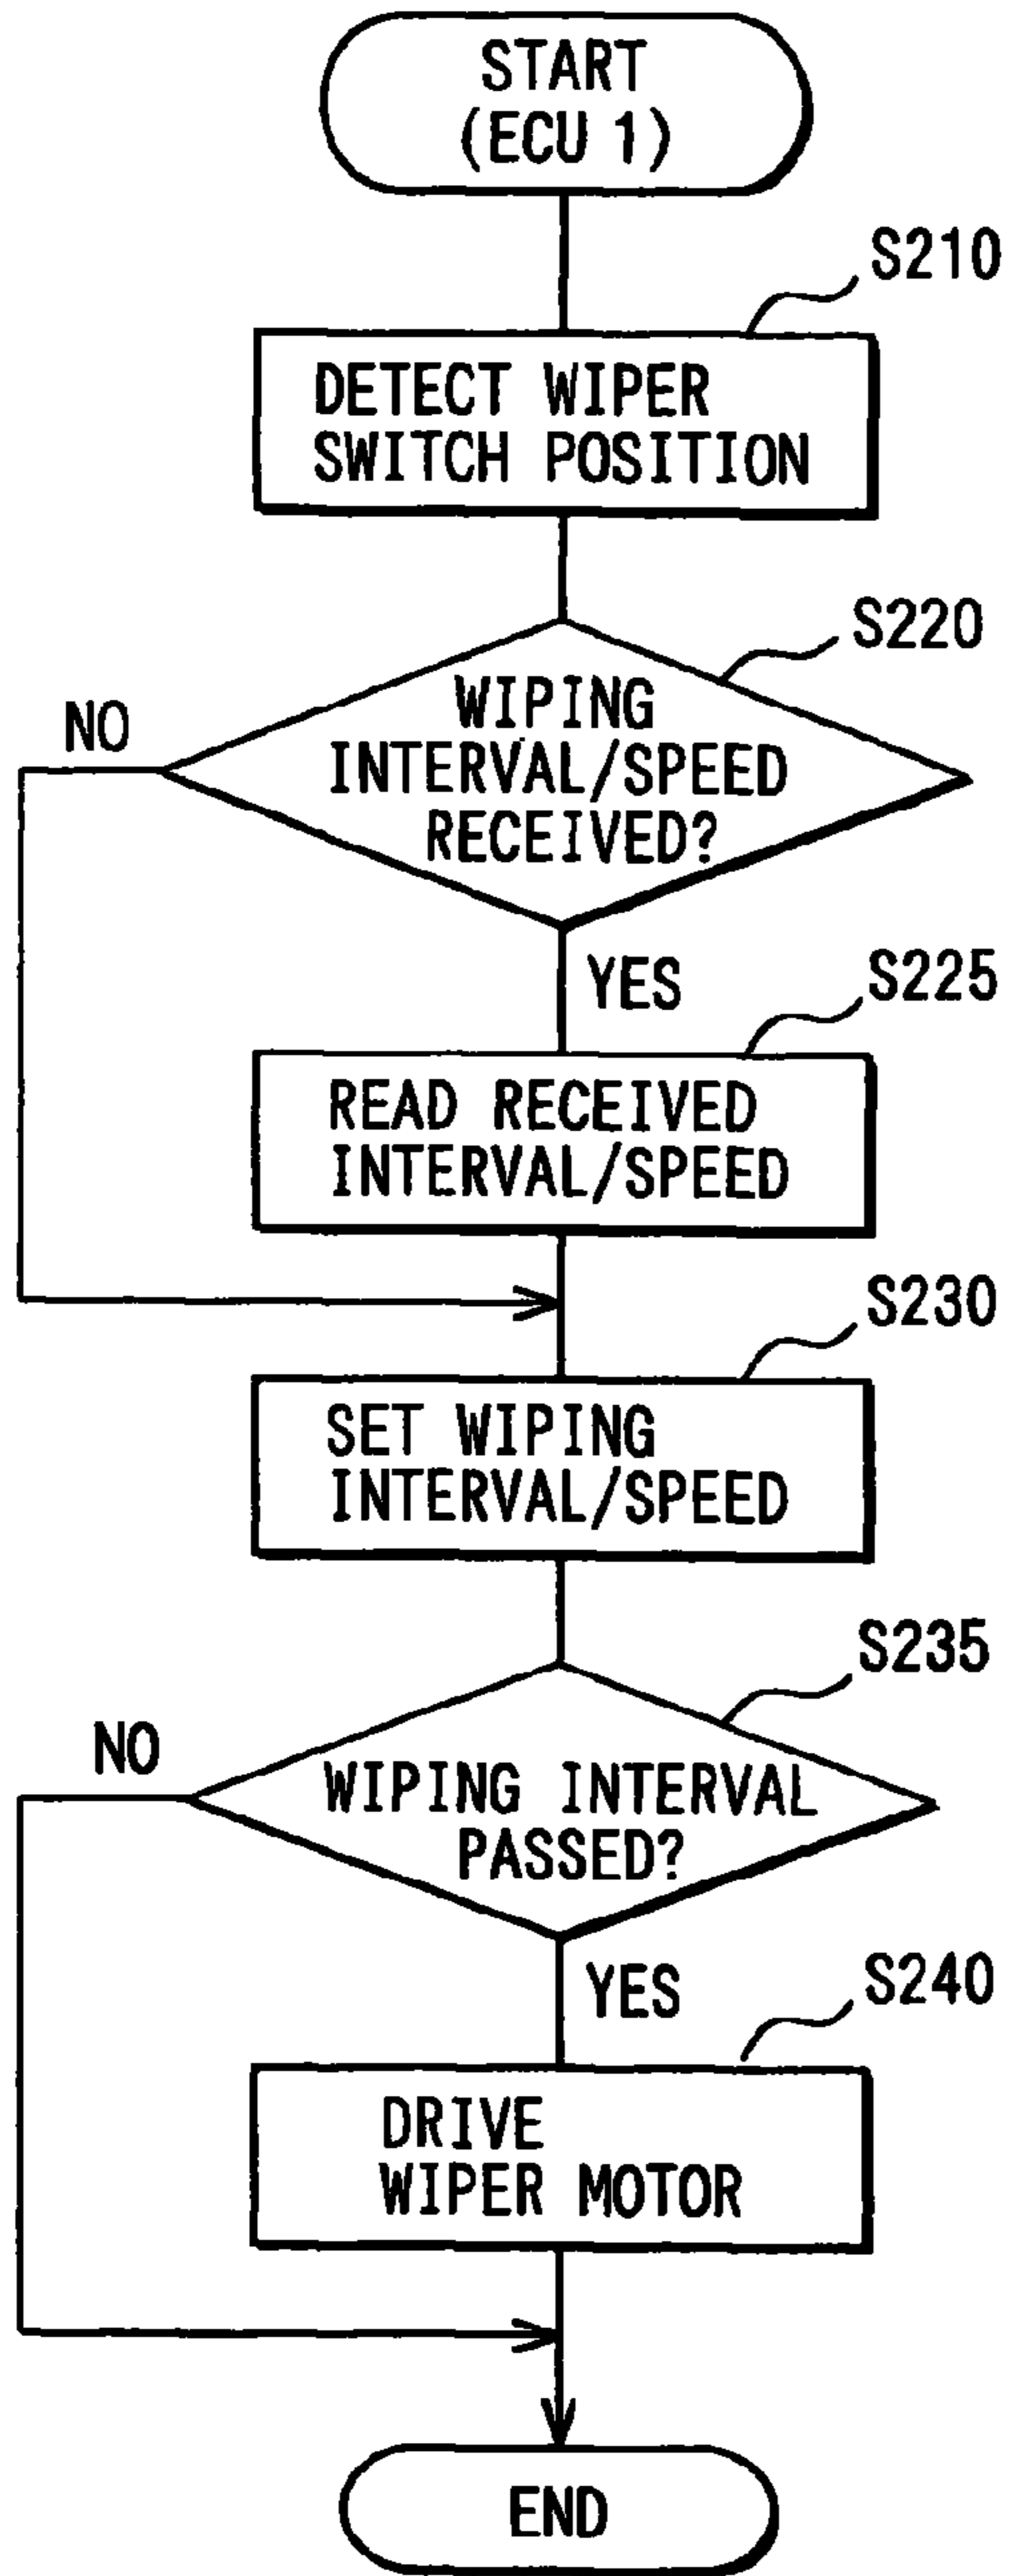 START
(ECU 1)
S210
DETECT WIPER
SWITCH POSITION
S220
WIPING
INTERVAL/SPEED
RECEIVED?
NO
YES
S225
READ RECEIVED
INTERVAL/SPEED
S230
SET WIPING
INTERVAL/SPEED
S235
NO
WIPING INTERVAL
PASSED?
YES
S240
DRIVE
WIPER MOTOR
END